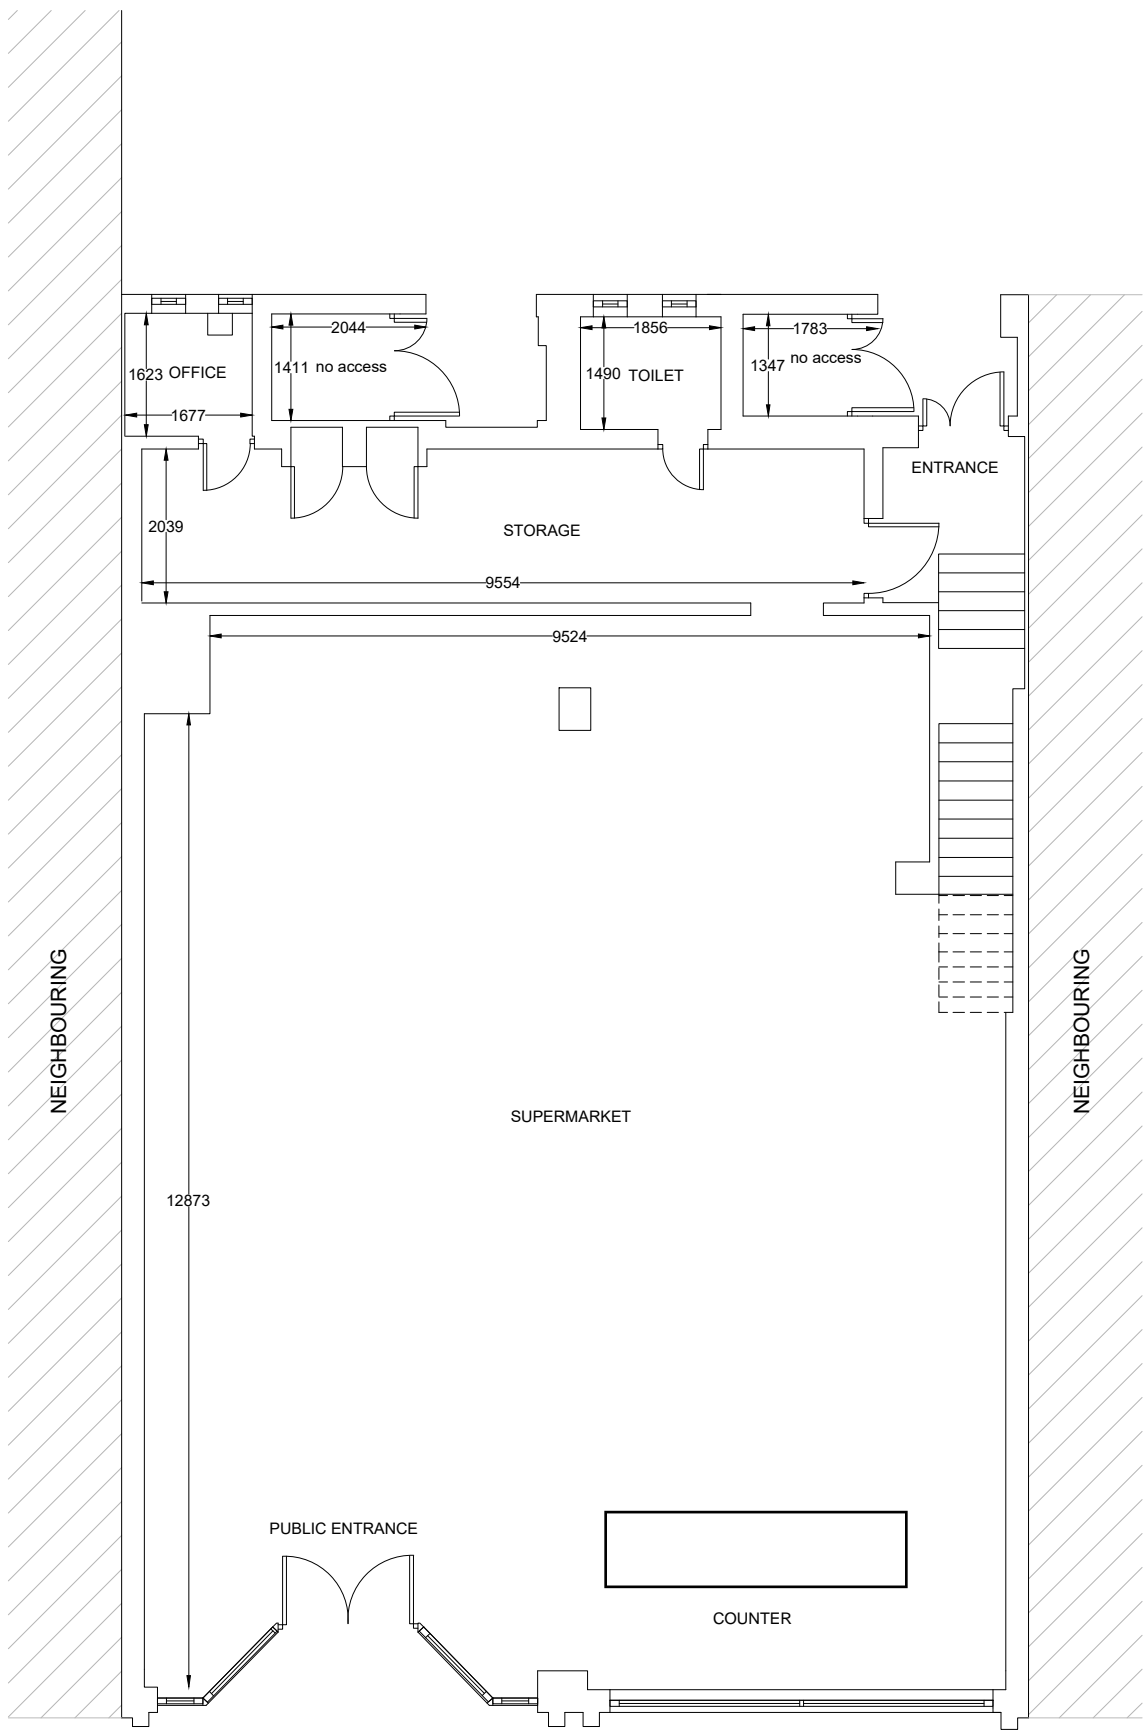 2044
1856
1783
1623
OFFICE
1411
no access
1490
TOILET
1347
no access
1677
ENTRANCE
2039
STORAGE
9554
9524
NEIGHBOURING
NEIGHBOURING
SUPERMARKET
12873
PUBLIC ENTRANCE
COUNTER